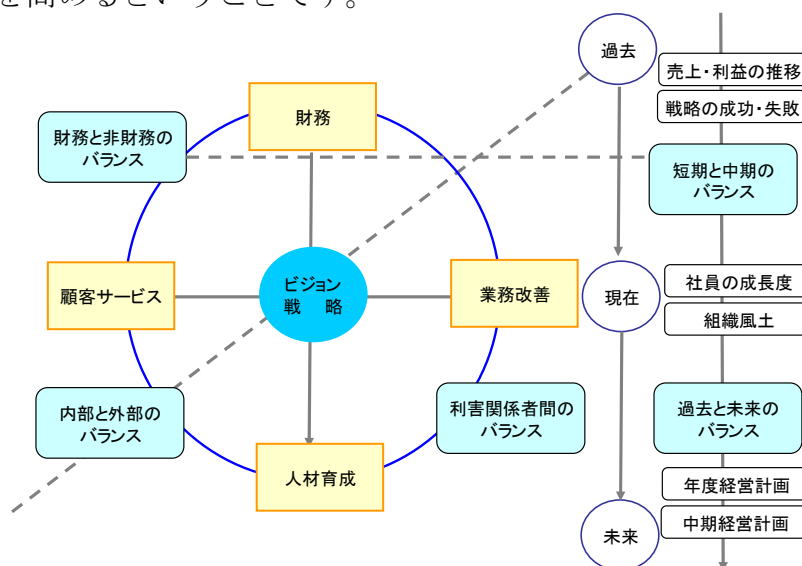 を高めるということです。
過去
売上・利益の推移
戦略の成功・失敗
財務
財務と非財務の
バランス
短期と中期の
バランス
ビジョン
戦　略
顧客サービス
業務改善
現在
社員の成長度
組織風土
内部と外部の
バランス
利害関係者間の
バランス
過去と未来の
バランス
人材育成
年度経営計画
中期経営計画
未来